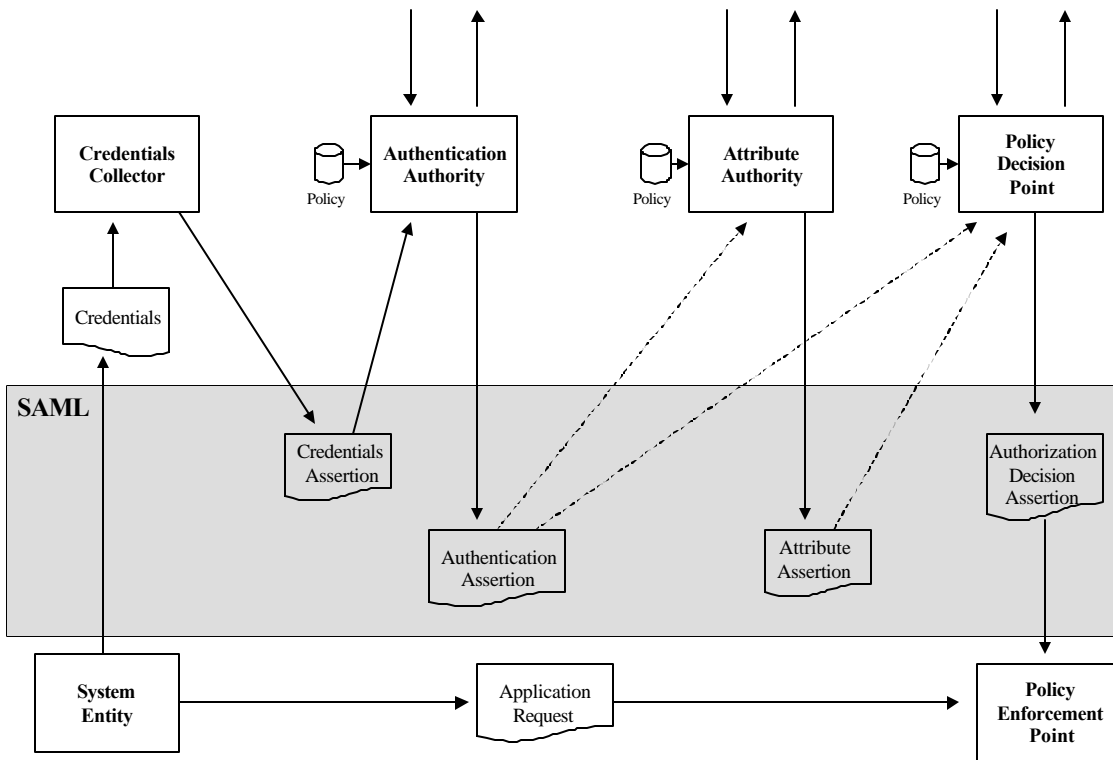 Credentials
Collector
Policy
Authentication
Authority
Policy
Attribute
Authority
Policy
Policy
Decision
Point
Credentials
SAML
Credentials
Assertion
Authentication
Assertion
Attribute
Assertion
Authorization
Decision
Assertion
System
Entity
Application
Request
Policy
Enforcement
Point